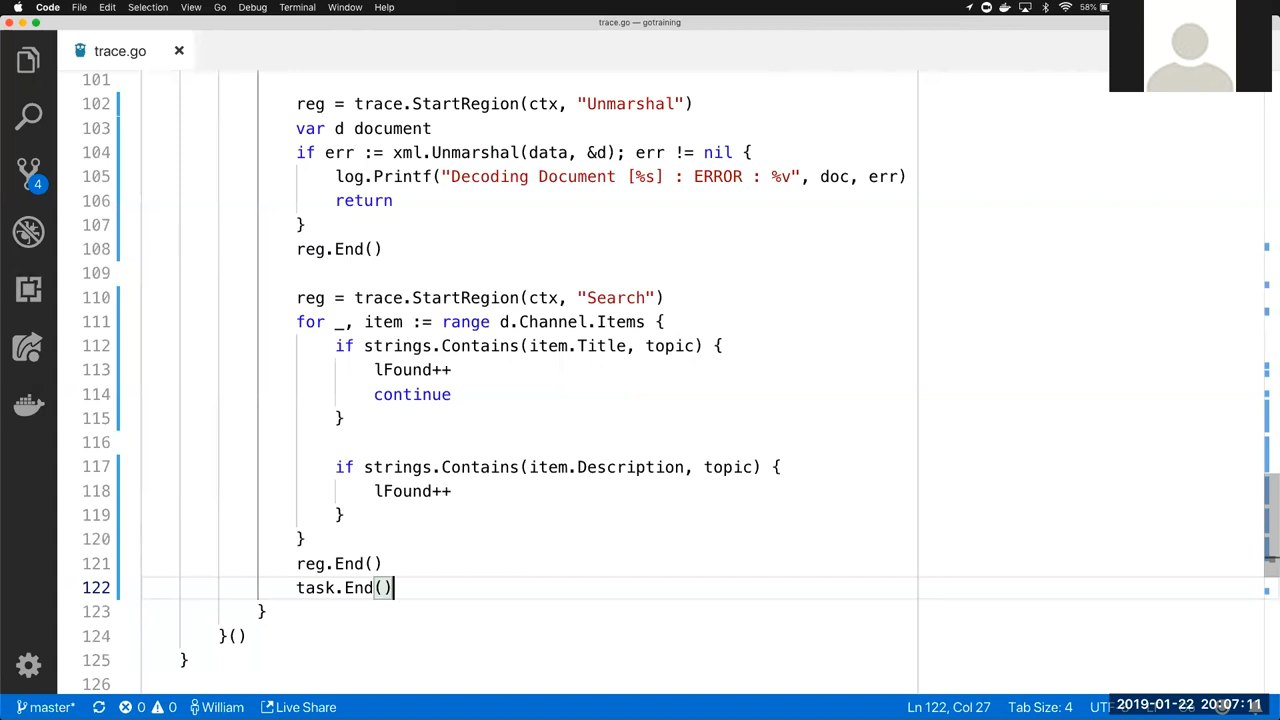 Code File Edit Selection View Go Debug Terminal Window Help 58%
trace.go — gotraining
trace.go
101
102 reg = trace.StartRegion(ctx, "Unmarshal")
103 var d document
104 if err := xml.Unmarshal(data, &d); err != nil {
105 log.Printf("Decoding Document [%s] : ERROR : %v", doc, err)
106 return
107 }
108 reg.End()
109
110 reg = trace.StartRegion(ctx, "Search")
111 for _, item := range d.Channel.Items {
112 if strings.Contains(item.Title, topic) {
113 lFound++
114 continue
115 }
116
117 if strings.Contains(item.Description, topic) {
118 lFound++
119 }
120 }
121 reg.End()
122 task.End()
123 }
124 }()
125 }
126
4
master* 0 0 William Live Share Ln 122, Col 27 Tab Size: 4
2019-01-22 20:07:11